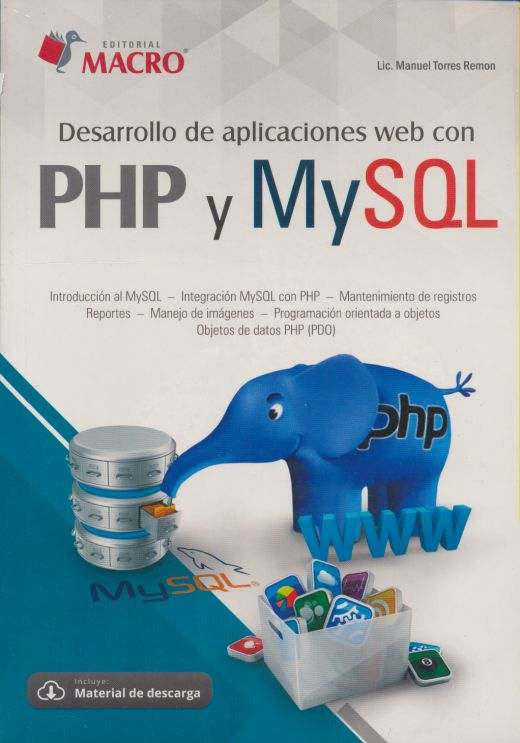 EDITORIAL
MACRO
Lic. Manuel Torres Remon
Desarrollo de aplicaciones web con
PHP y MySQL
Introducción al MySQL – Integración MySQL con PHP – Mantenimiento de registros
Reportes – Manejo de imágenes – Programación orientada a objetos
Objetos de datos PHP (PDO)
php
WWW
MySQL®
8
Incluye:
Material de descarga